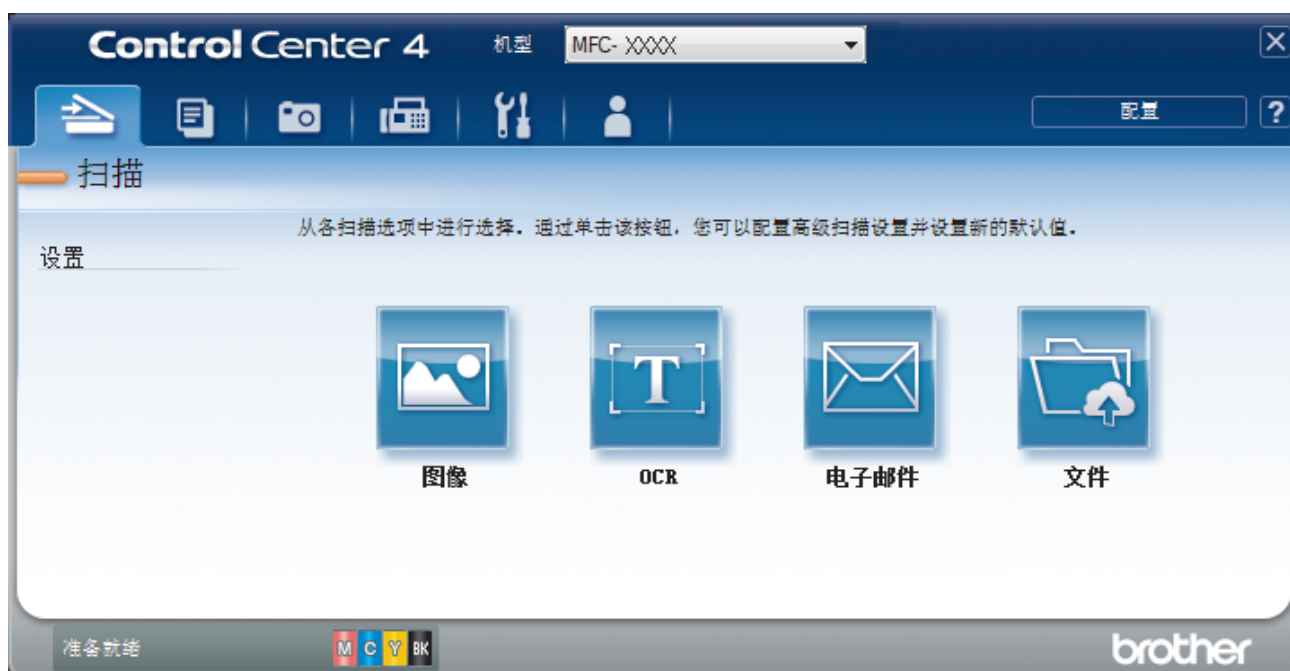 Control Center 4
机型
MFC- XXXX
配置
?
扫描
从各扫描选项中进行选择。通过单击该按钮，您可以配置高级扫描设置并设置新的默认值。
设置
T
图像
OCR
电子邮件
文件
准备就绪
M C Y BK
brother